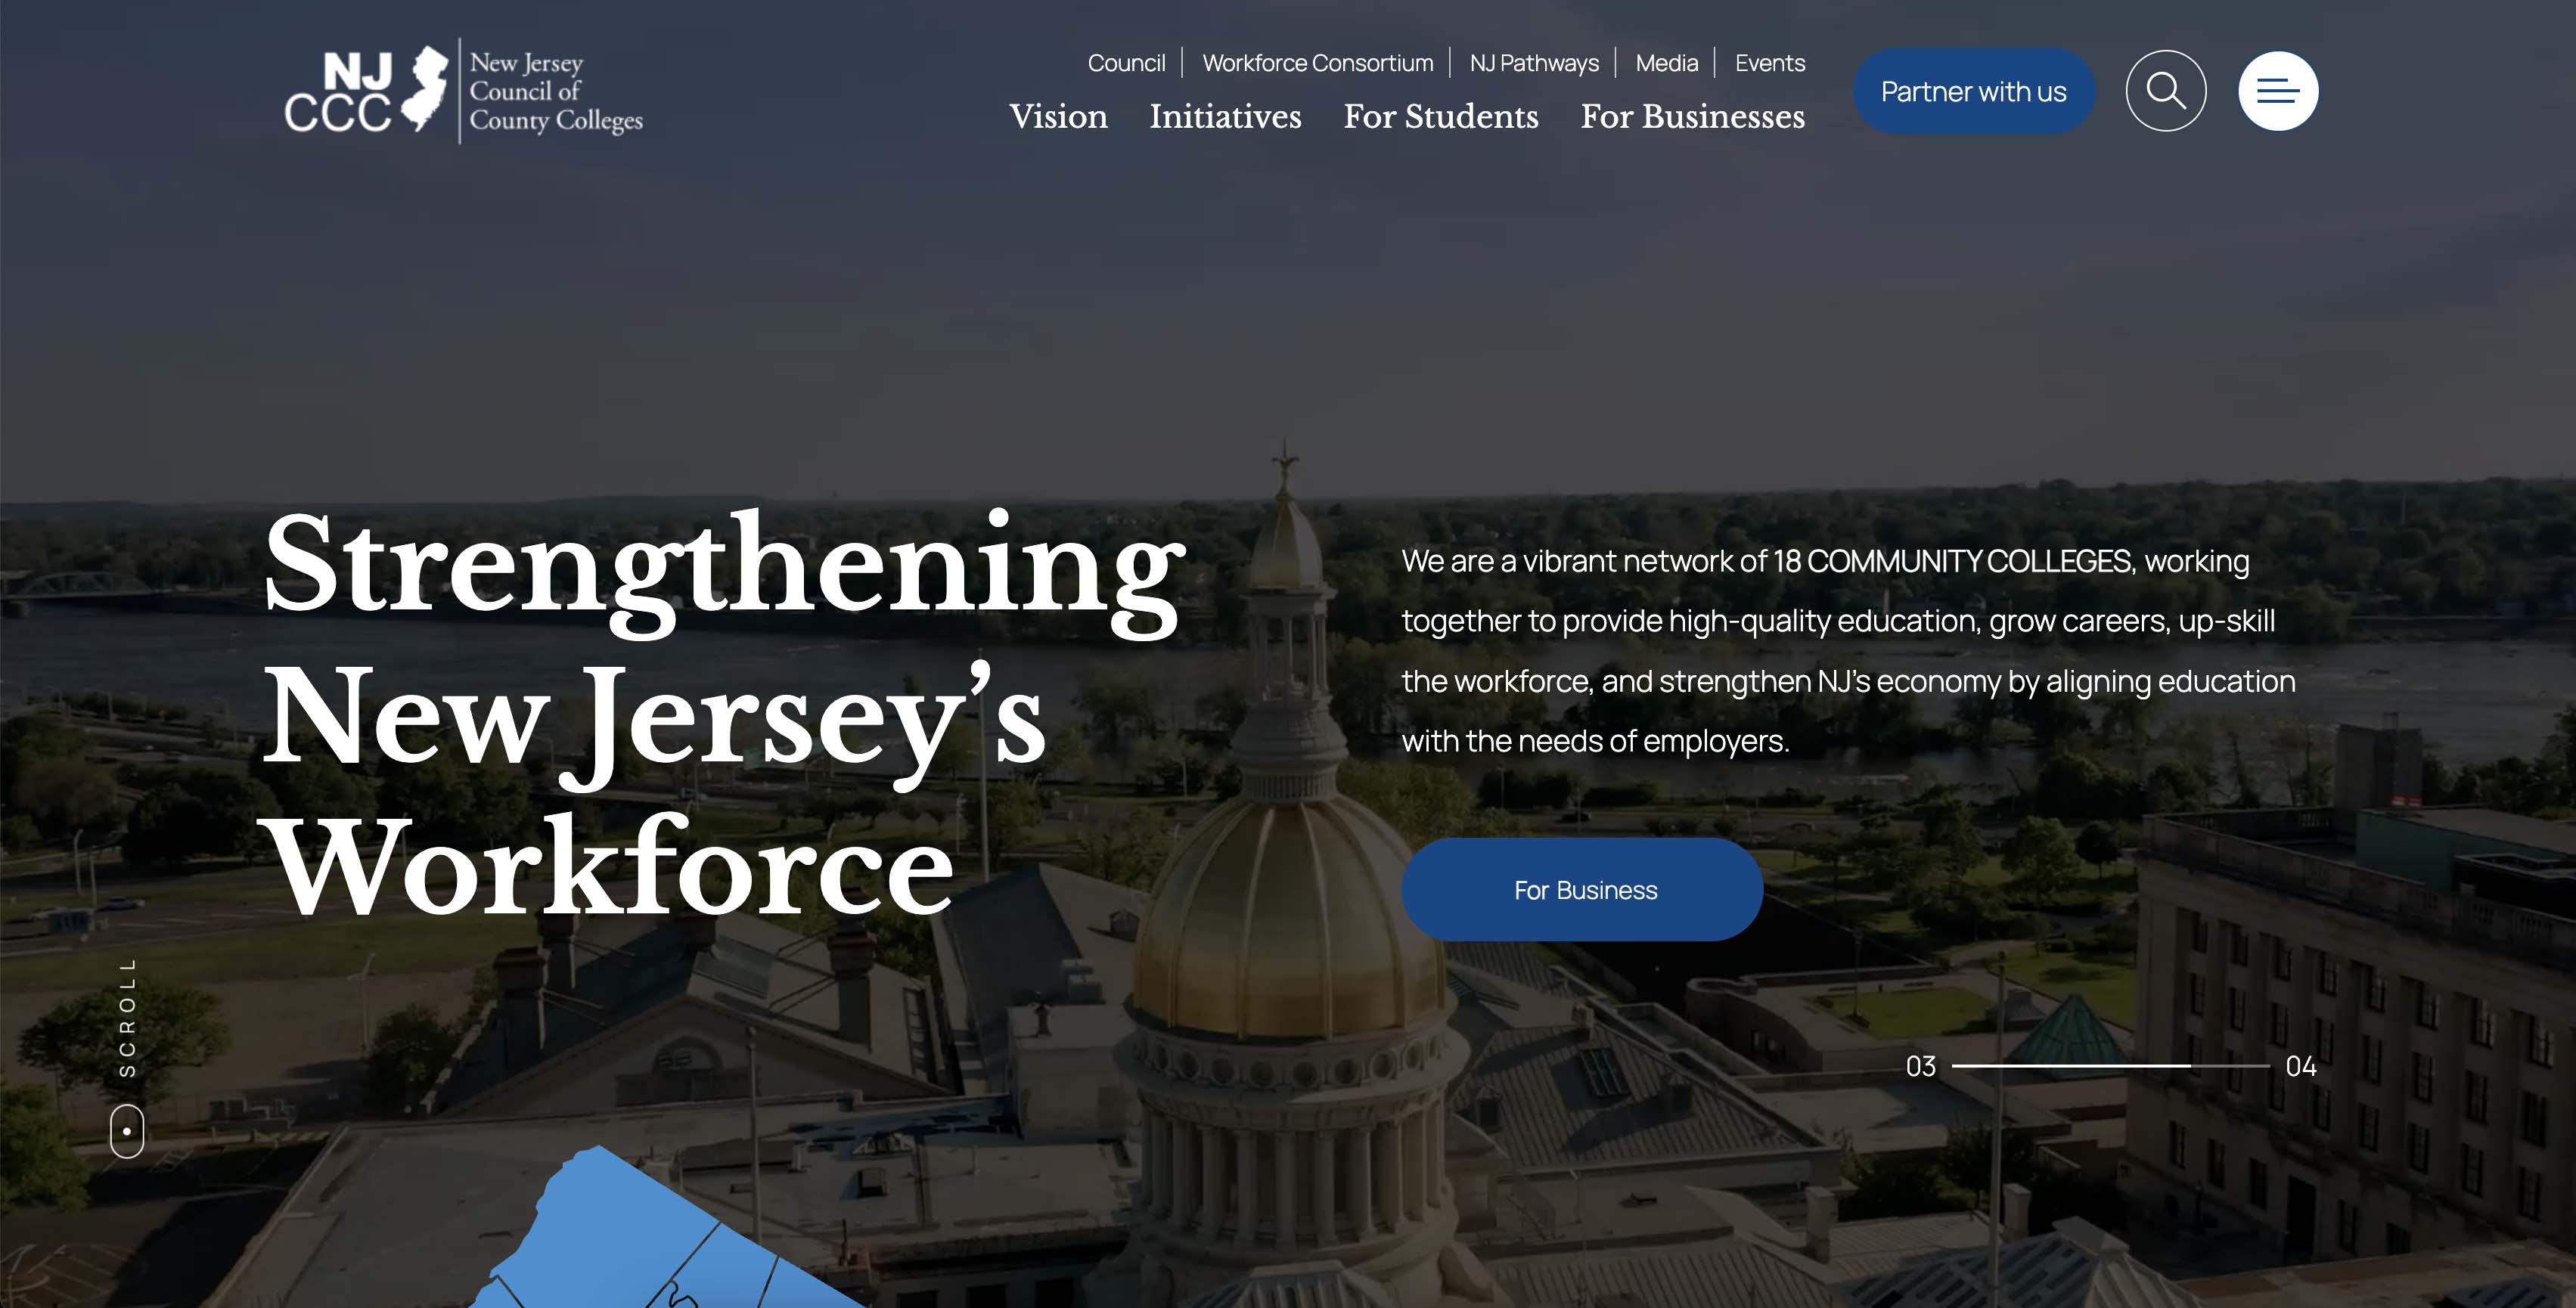 NJ
CCC
New Jersey
Council of
County Colleges
Council
Workforce Consortium
NJ Pathways
Media
Events
Vision
Initiatives
For Students
For Businesses
Partner with us
Strengthening
New Jersey’s
Workforce
We are a vibrant network of 18 COMMUNITY COLLEGES, working
together to provide high-quality education, grow careers, up-skill
the workforce, and strengthen NJ’s economy by aligning education
with the needs of employers.
For Business
SCROLL
03
04